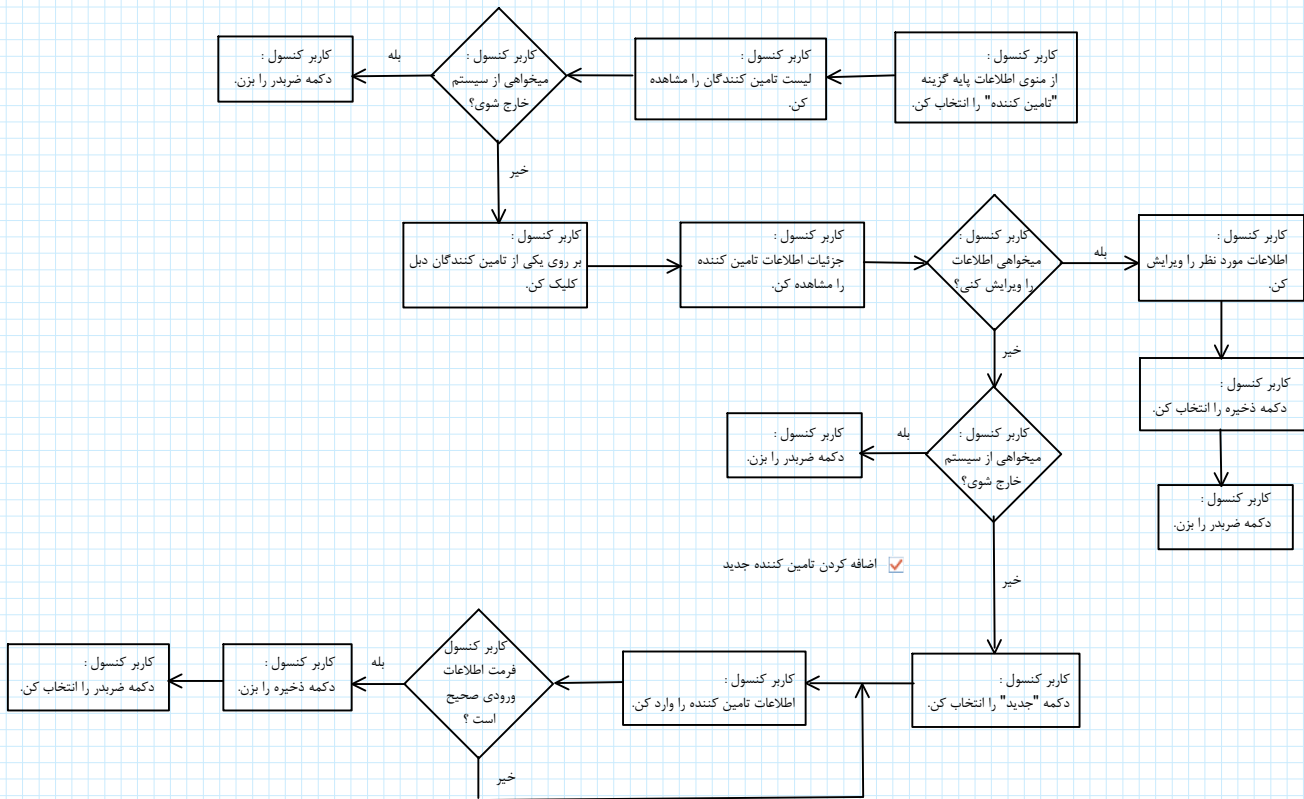 کاربر کنسول :
از منوی اطلاعات پایه گزینه
"تامین کننده" را انتخاب کن.
کاربر کنسول :
لیست تامین کنندگان را مشاهده
کن.
کاربر کنسول :
میخواهی از سیستم
خارج شوی؟
بله
کاربر کنسول :
دکمه ضربدر را بزن.
خیر
کاربر کنسول :
بر روی یکی از تامین کنندگان دبل
کلیک کن.
کاربر کنسول :
جزئیات اطلاعات تامین کننده
را مشاهده کن.
کاربر کنسول :
میخواهی اطلاعات
را ویرایش کنی؟
بله
کاربر کنسول :
اطلاعات مورد نظر را ویرایش
کن.
کاربر کنسول :
دکمه ذخیره را انتخاب کن.
کاربر کنسول :
دکمه ضربدر را بزن.
خیر
کاربر کنسول :
میخواهی از سیستم
خارج شوی؟
بله
کاربر کنسول :
دکمه ضربدر را بزن.
خیر
اضافه کردن تامین کننده جدید
کاربر کنسول :
دکمه "جدید" را انتخاب کن.
کاربر کنسول :
اطلاعات تامین کننده را وارد کن.
کاربر کنسول
فرمت اطلاعات
ورودی صحیح
است ؟
بله
کاربر کنسول :
دکمه ذخیره را بزن.
کاربر کنسول :
دکمه ضربدر را انتخاب کن.
خیر